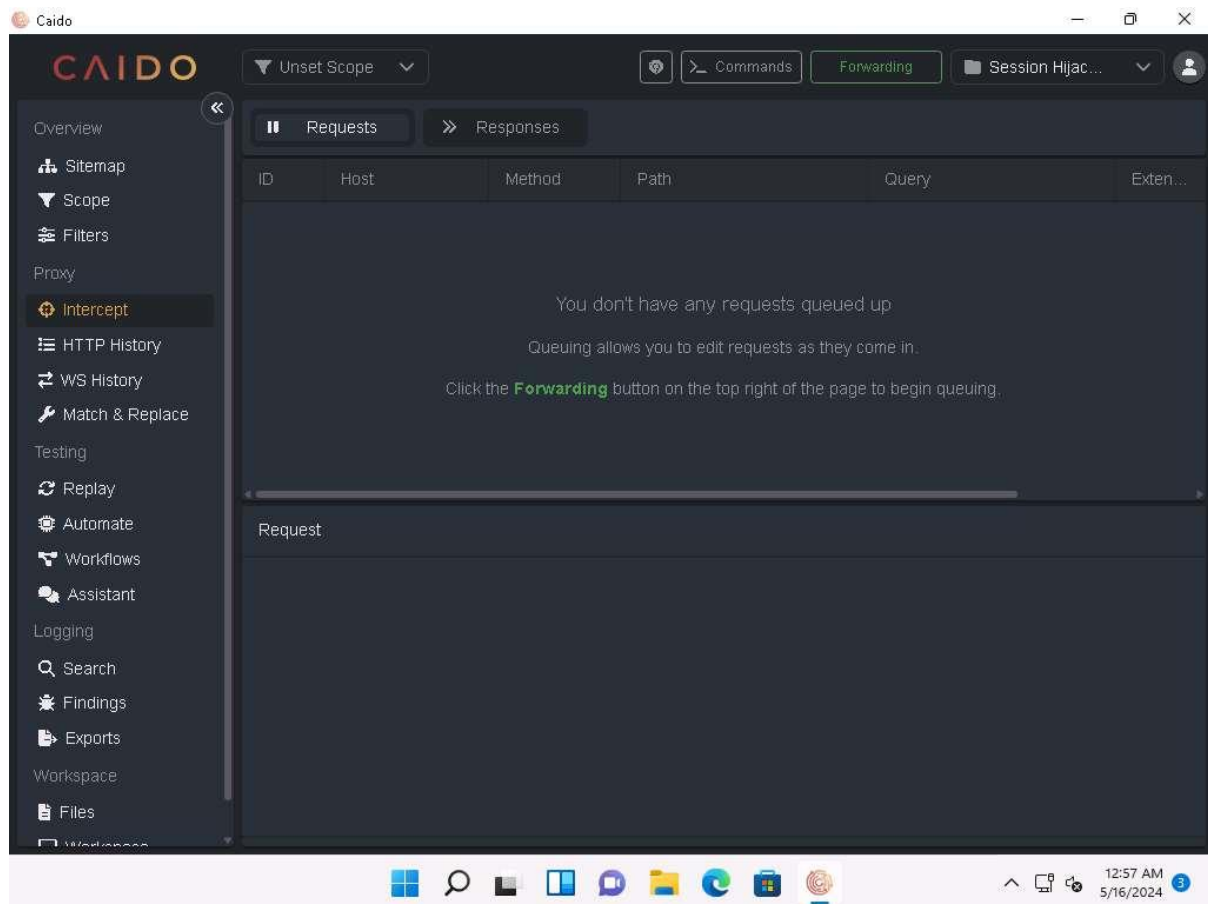 Caido
CAIDO
Unset Scope
Commands
Forwarding
Session Hijac...
Overview
Sitemap
Scope
Filters
Proxy
Intercept
HTTP History
WS History
Match & Replace
Testing
Replay
Automate
Workflows
Assistant
Logging
Search
Findings
Exports
Workspace
Files
Workspace
Requests
Responses
ID Host Method Path Query Exten...
You don't have any requests queued up
Queuing allows you to edit requests as they come in.
Click the Forwarding button on the top right of the page to begin queuing.
Request
12:57 AM
5/16/2024
3